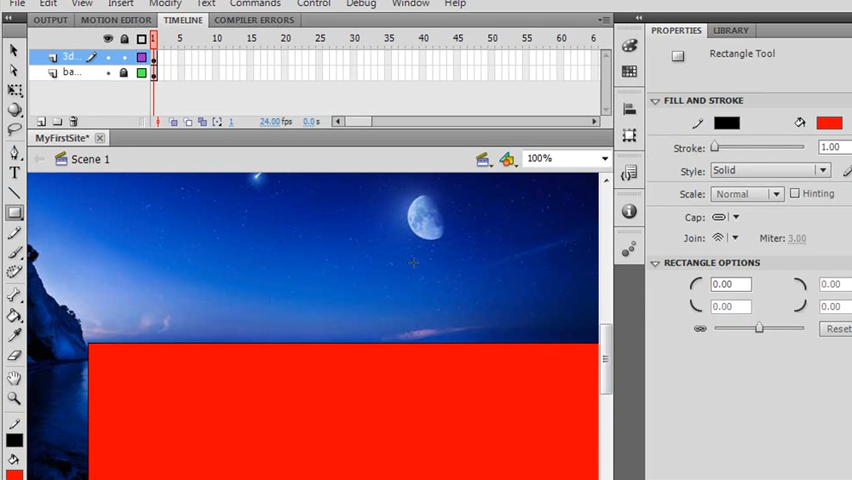 Edit View Insert Modify Text Commands Control Debug Window Help
OUTPUT MOTION EDITOR TIMELINE COMPILER ERRORS
1 5 10 15 20 25 30 35 40 45 50 55 60 6
3d...
ba...
1 24.00 fps 0.0 s
MyFirstSite*
Scene 1 100%
PROPERTIES LIBRARY
Rectangle Tool
FILL AND STROKE
Stroke: 1.00
Style: Solid
Scale: Normal Hinting
Cap:
Join: Miter: 3.00
RECTANGLE OPTIONS
0.00 0.00
0.00 0.00
Reset